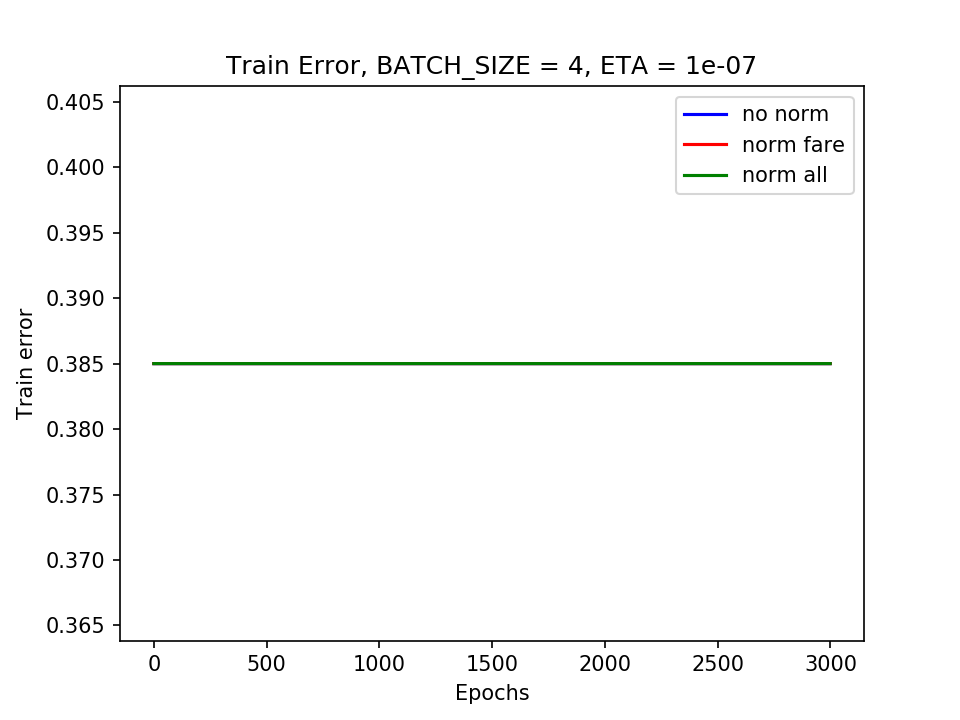 Train Error, BATCH_SIZE = 4, ETA = 1e-07
no norm
norm fare
norm all
0.405
0.400
0.395
0.390
0.385
0.380
0.375
0.370
0.365
Train error
0 500 1000 1500 2000 2500 3000
Epochs